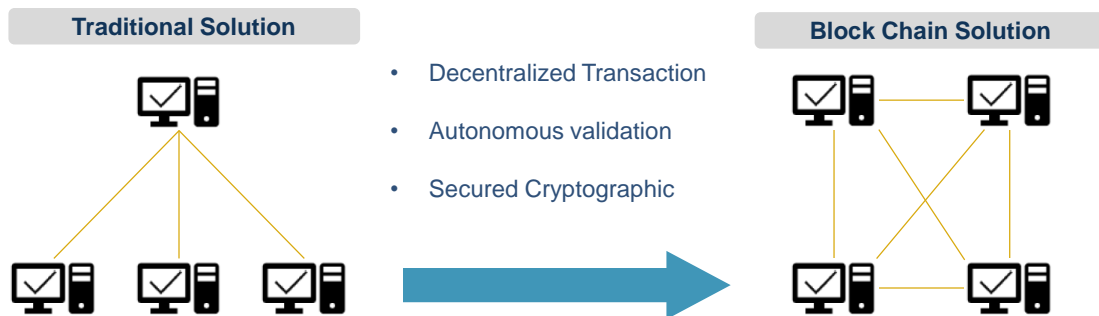 Traditional Solution
Block Chain Solution
• Decentralized Transaction
• Autonomous validation
• Secured Cryptographic